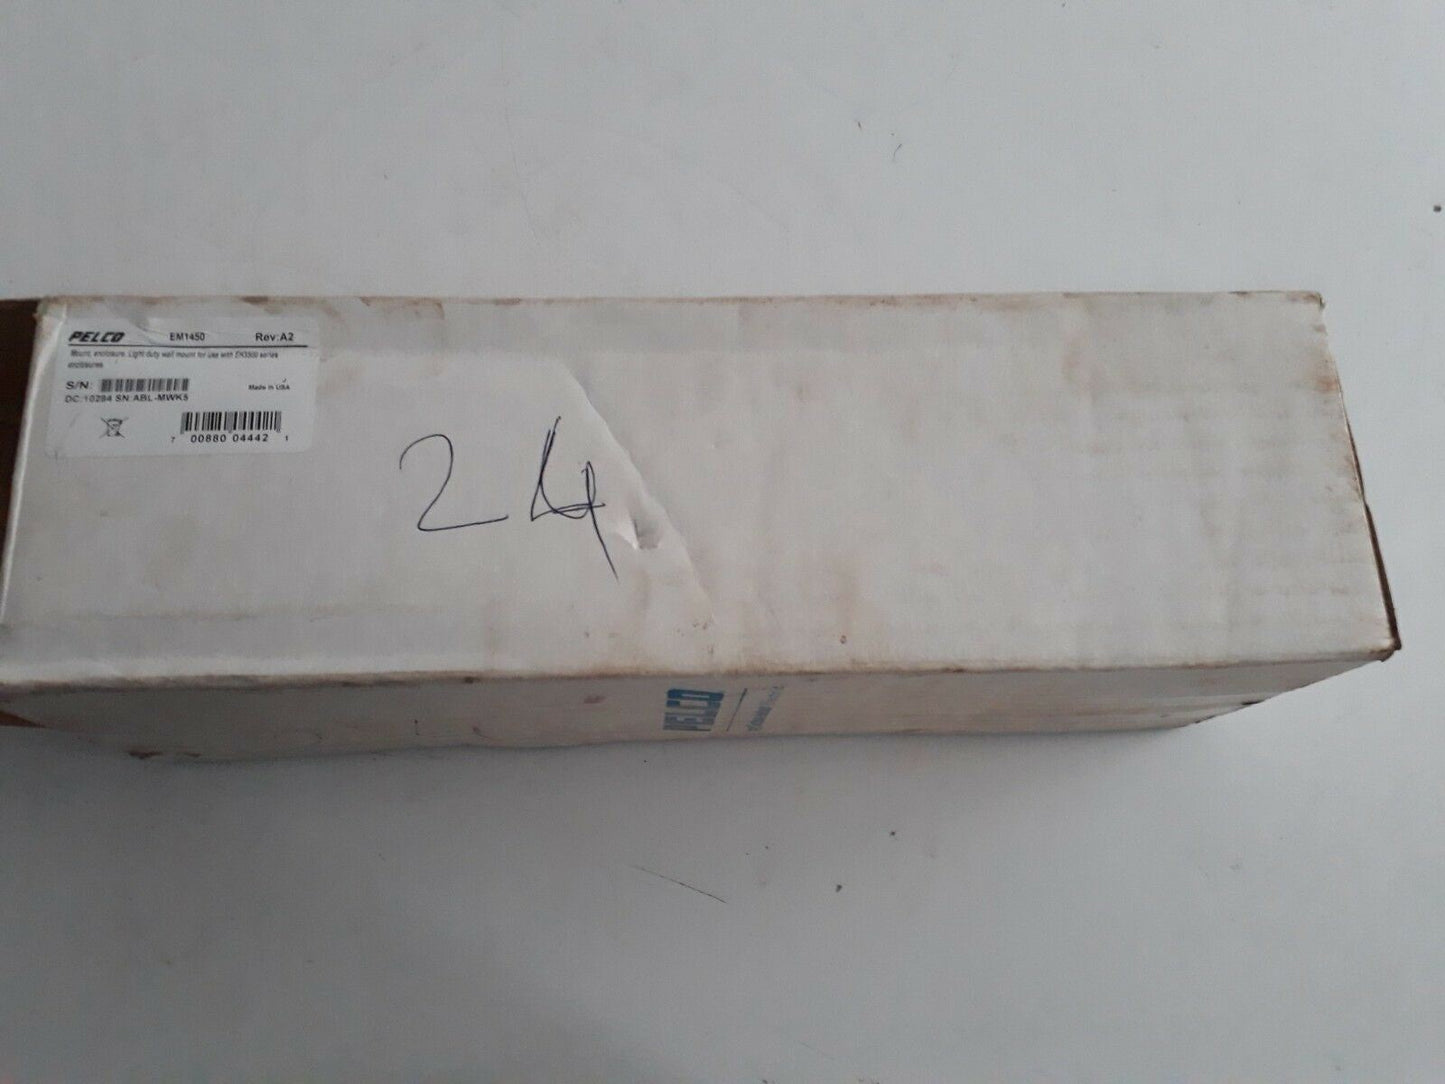 PELCO EM1450 Rev:A2
Mount, enclosure. Light duty wall mount for use with EH3500 series
enclosures
S/N: Made in USA
DC:10284 SN:ABL-MWK5
7 00880 04442 1
24
PELCO